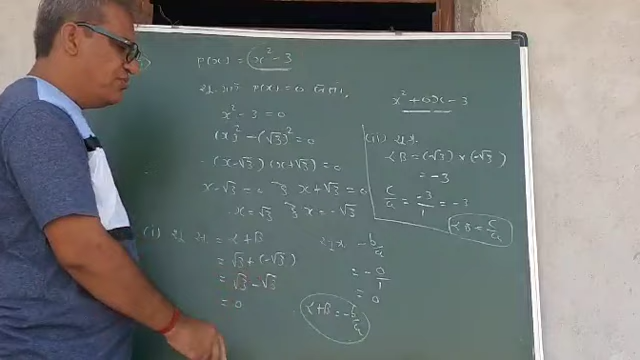 P(x) = x² - 3
P(x) = 0
x² - 3 = 0
(x)² - (√3)² = 0
(x-√3) (x+√3) = 0
x-√3 = 0 x+√3 = 0
x = √3 x = -√3
(i) = α+β
= √3 + (-√3)
= √3 - √3
= 0
-b/a
= -0/1
= 0
α+β = -b/a
x² + 0x - 3
(ii)
αβ = (√3) × (-√3)
= -3
c/a = -3/1 = -3
αβ = c/a